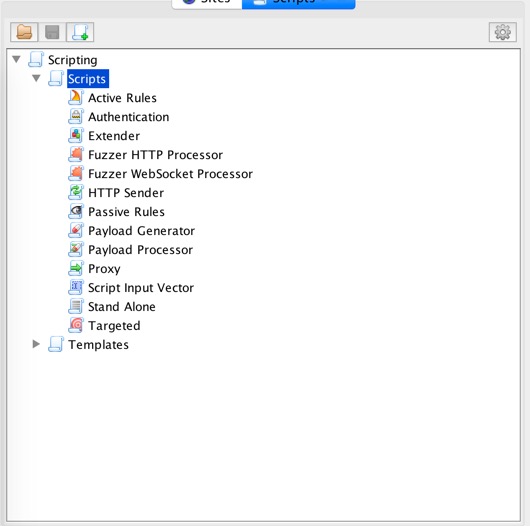 Sites Scripts
Scripting
Scripts
Active Rules
Authentication
Extender
Fuzzer HTTP Processor
Fuzzer WebSocket Processor
HTTP Sender
Passive Rules
Payload Generator
Payload Processor
Proxy
Script Input Vector
Stand Alone
Targeted
Templates